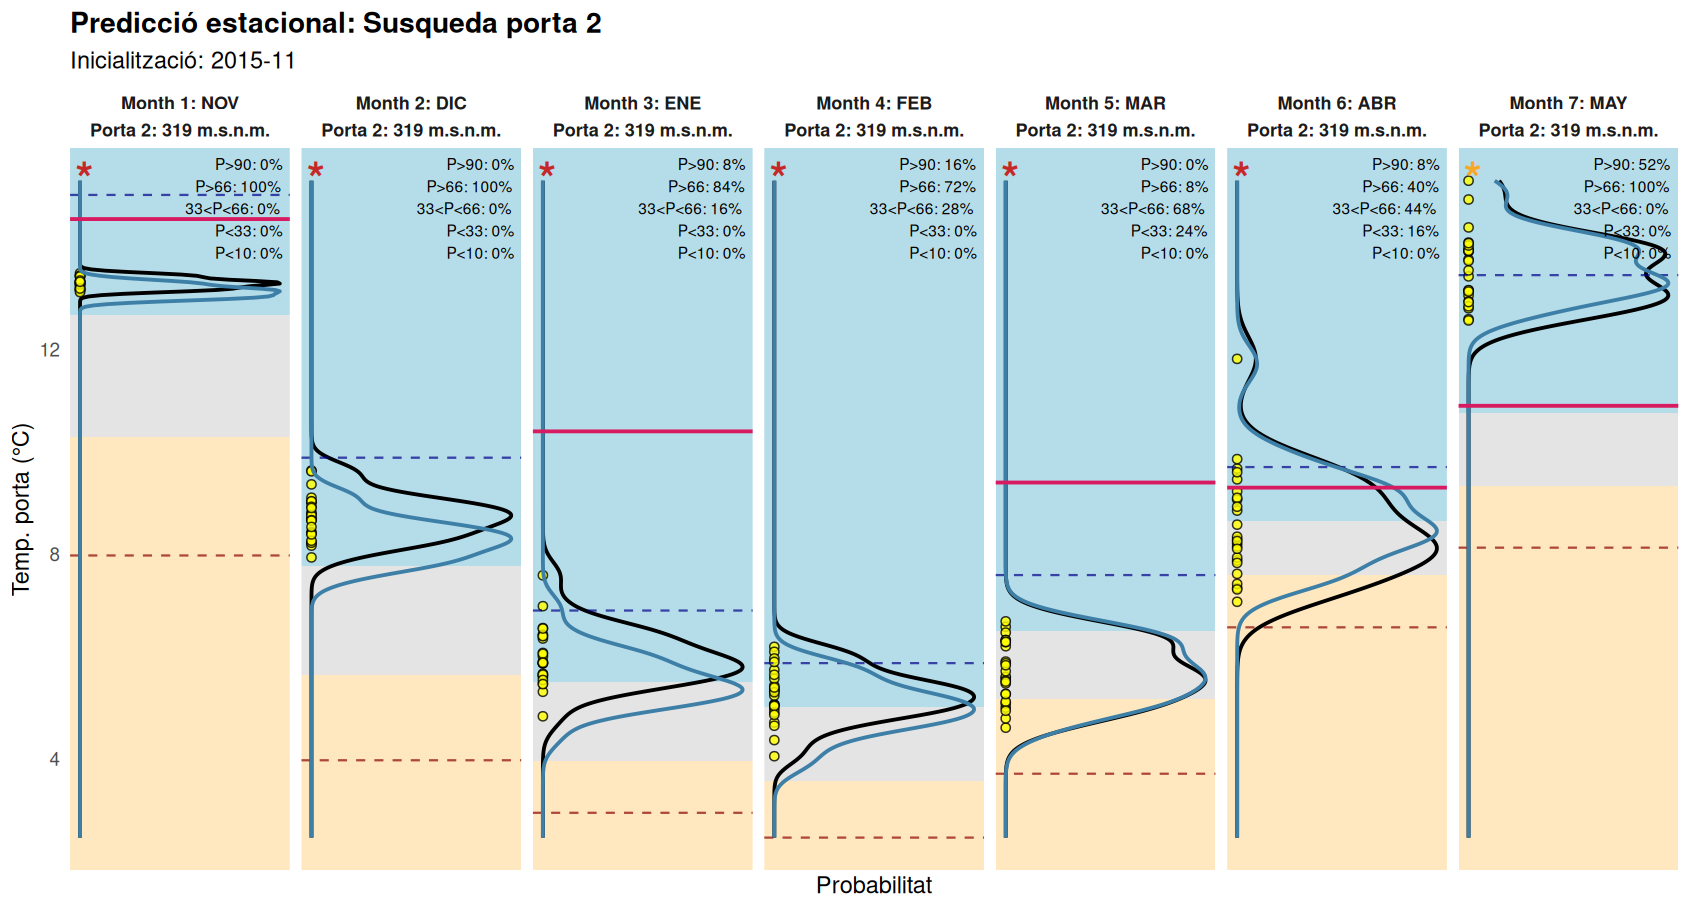 Predicció estacional: Susqueda porta 2
Inicialització: 2015-11
Month 1: NOV
Porta 2: 319 m.s.n.m.
Month 2: DIC
Porta 2: 319 m.s.n.m.
Month 3: ENE
Porta 2: 319 m.s.n.m.
Month 4: FEB
Porta 2: 319 m.s.n.m.
Month 5: MAR
Porta 2: 319 m.s.n.m.
Month 6: ABR
Porta 2: 319 m.s.n.m.
Month 7: MAY
Porta 2: 319 m.s.n.m.
*
P>90: 0%
P>66: 100%
33<P<66: 0%
P<33: 0%
P<10: 0%
*
P>90: 0%
P>66: 100%
33<P<66: 0%
P<33: 0%
P<10: 0%
*
P>90: 8%
P>66: 84%
33<P<66: 16%
P<33: 0%
P<10: 0%
*
P>90: 16%
P>66: 72%
33<P<66: 28%
P<33: 0%
P<10: 0%
*
P>90: 0%
P>66: 8%
33<P<66: 68%
P<33: 24%
P<10: 0%
*
P>90: 8%
P>66: 40%
33<P<66: 44%
P<33: 16%
P<10: 0%
*
P>90: 52%
P>66: 100%
33<P<66: 0%
P<33: 0%
P<10: 0%
12
8
4
Temp. porta (°C)
Probabilitat